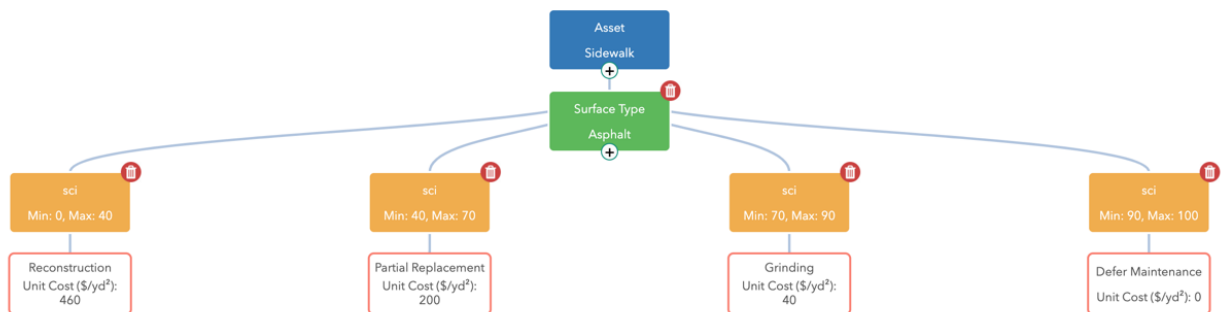 Asset
Sidewalk
Surface Type
Asphalt
sci
Min: 0, Max: 40
sci
Min: 40, Max: 70
sci
Min: 70, Max: 90
sci
Min: 90, Max: 100
Reconstruction
Unit Cost ($/yd²):
460
Partial Replacement
Unit Cost ($/yd²):
200
Grinding
Unit Cost ($/yd²):
40
Defer Maintenance
Unit Cost ($/yd²): 0